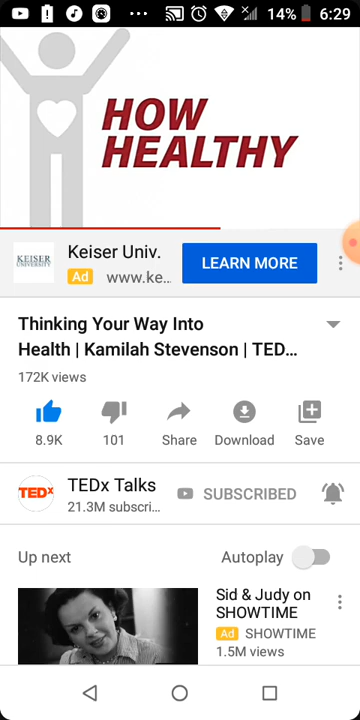 14% 6:29
HOW
HEALTHY
KEISER
UNIVERSITY
Keiser Univ.
Ad www.ke...
LEARN MORE
Thinking Your Way Into
Health | Kamilah Stevenson | TED...
172K views
8.9K 101 Share Download Save
TEDx
TEDx Talks
21.3M subscri...
SUBSCRIBED
Up next Autoplay
Sid & Judy on
SHOWTIME
Ad SHOWTIME
1.5M views